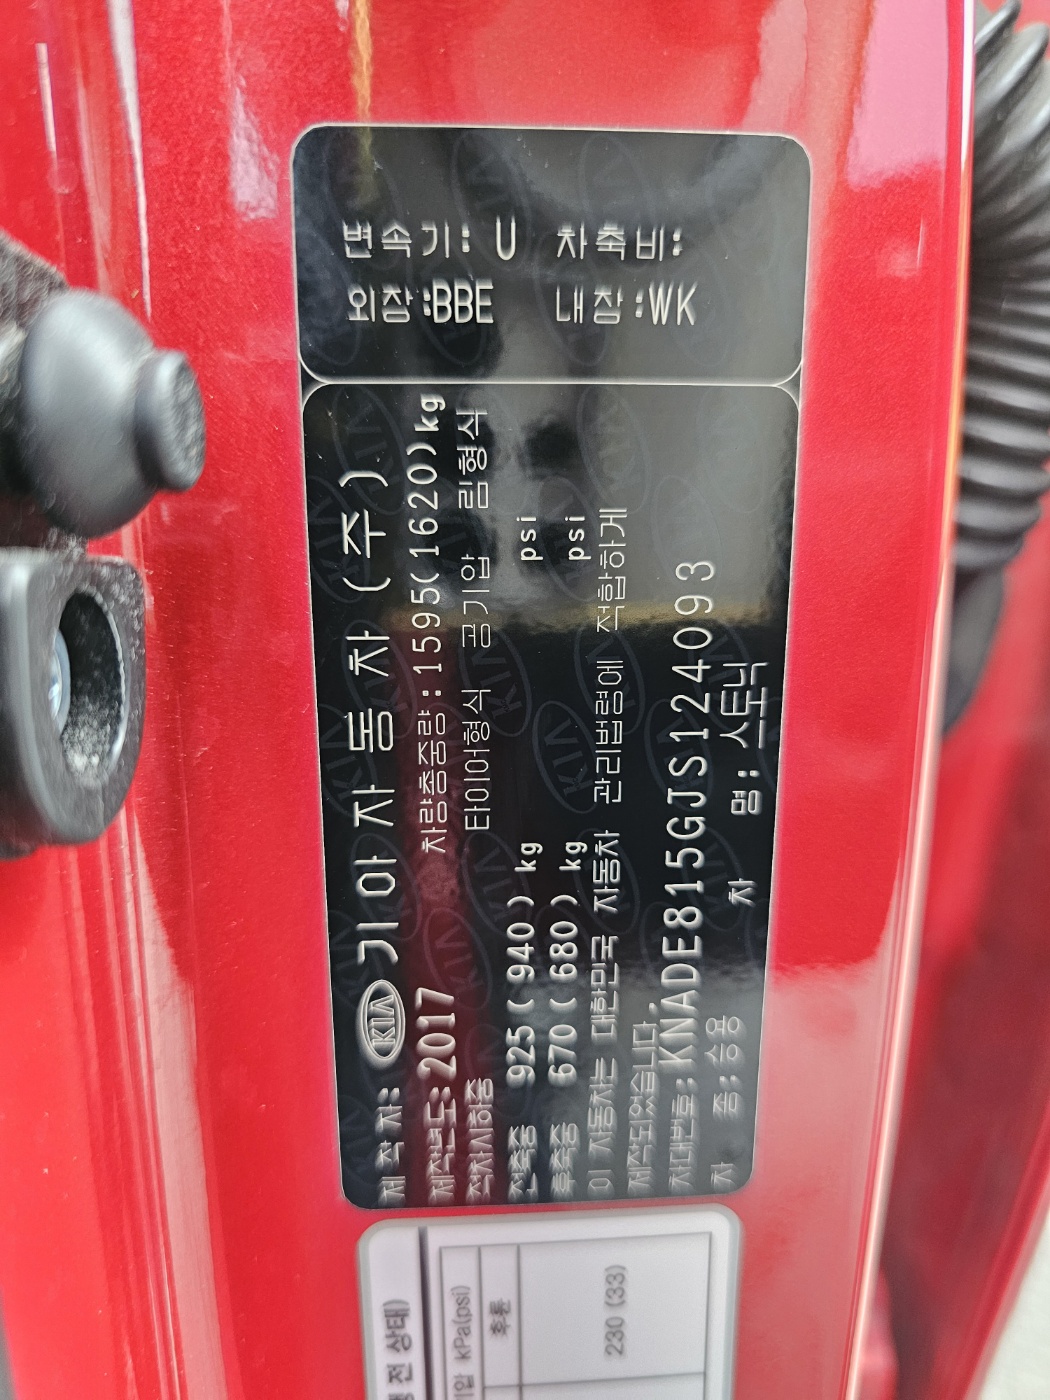 변속기: U 차축비:
외장:BBE 내장:WK
제 작 자: KIA 기아자동차(주)
제작년도:2017 차량총중량:1595(1620)kg
적차시하중 타이어형식 공기압 림형식
전축중 925( 940) kg psi
후축중 670( 680) kg psi
이 자동차는 대한민국 자동차 관리법령에 적합하게
제작되었습니다.
차대번호:KNADE815GJS124093
차 종:승용 차 명:스토닉
전 상태)
압 kPa(psi)
후륜
230 (33)